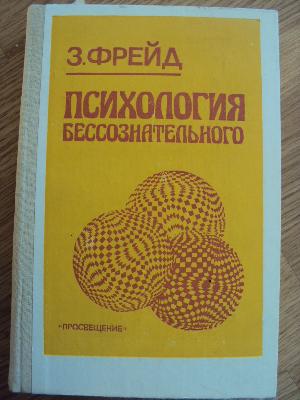 З.ФРЕЙД
ПСИХОЛОГИЯ
БЕССОЗНАТЕЛЬНОГО
«ПРОСВЕЩЕНИЕ»